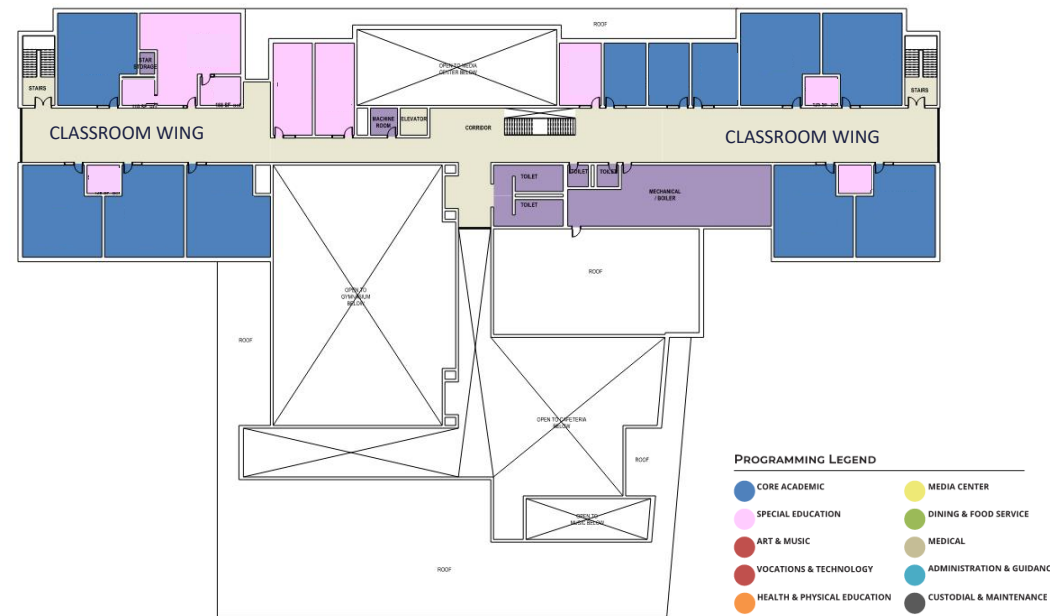 ROOF
OPEN TO MEDIA
CENTER BELOW
STAR
STORAGE
STAIRS
STAIRS
MACHINE
ROOM
ELEVATOR
CORRIDOR
CLASSROOM WING
CLASSROOM WING
TOILET
TOILET
TOILET
TOILET
MECHANICAL
/ BOILER
ROOF
OPEN TO
GYMNASIUM
BELOW
ROOF
OPEN TO CAFETERIA
BELOW
ROOF
OPEN TO
MUSIC BELOW
ROOF
PROGRAMMING LEGEND
CORE ACADEMIC
SPECIAL EDUCATION
ART & MUSIC
VOCATIONS & TECHNOLOGY
HEALTH & PHYSICAL EDUCATION
MEDIA CENTER
DINING & FOOD SERVICE
MEDICAL
ADMINISTRATION & GUIDANC
CUSTODIAL & MAINTENANCE